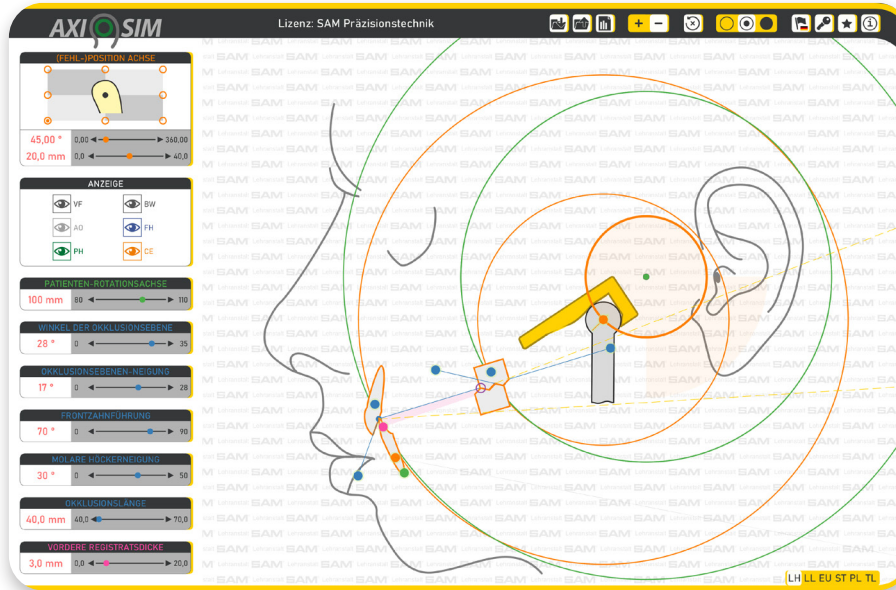 AXI SIM
Lizenz: SAM Präzisionstechnik
(FEHL-)POSITION ACHSE
45,00 ° 0,00 360,00
20,0 mm 0,0 40,0
ANZEIGE
VF BW
AO FH
PH CE
PATIENTEN-ROTATIONSACHSE
100 mm 80 110
WINKEL DER OKKLUSIONSEBENE
28 ° 0 35
OKKLUSIONSEBENEN-NEIGUNG
17 ° 0 28
FRONTZAHNFÜHRUNG
70 ° 0 90
MOLARE HÖCKERNEIGUNG
30 ° 0 50
OKKLUSIONSLÄNGE
40,0 mm 40,0 70,0
VORDERE REGISTRATSDICKE
3,0 mm 0,0 20,0
SAM
LH LL EU ST PL TL